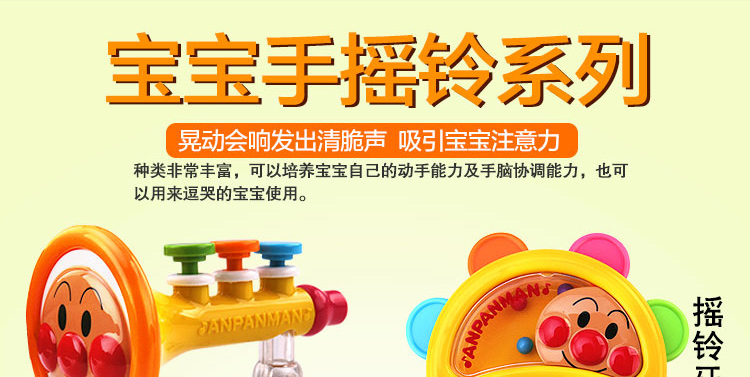 宝宝手摇铃系列
晃动会响发出清脆声 吸引宝宝注意力
种类非常丰富，可以培养宝宝自己的动手能力及手脑协调能力，也可
以用来逗哭的宝宝使用。
ANPANMAN
ANPANMAN
摇铃